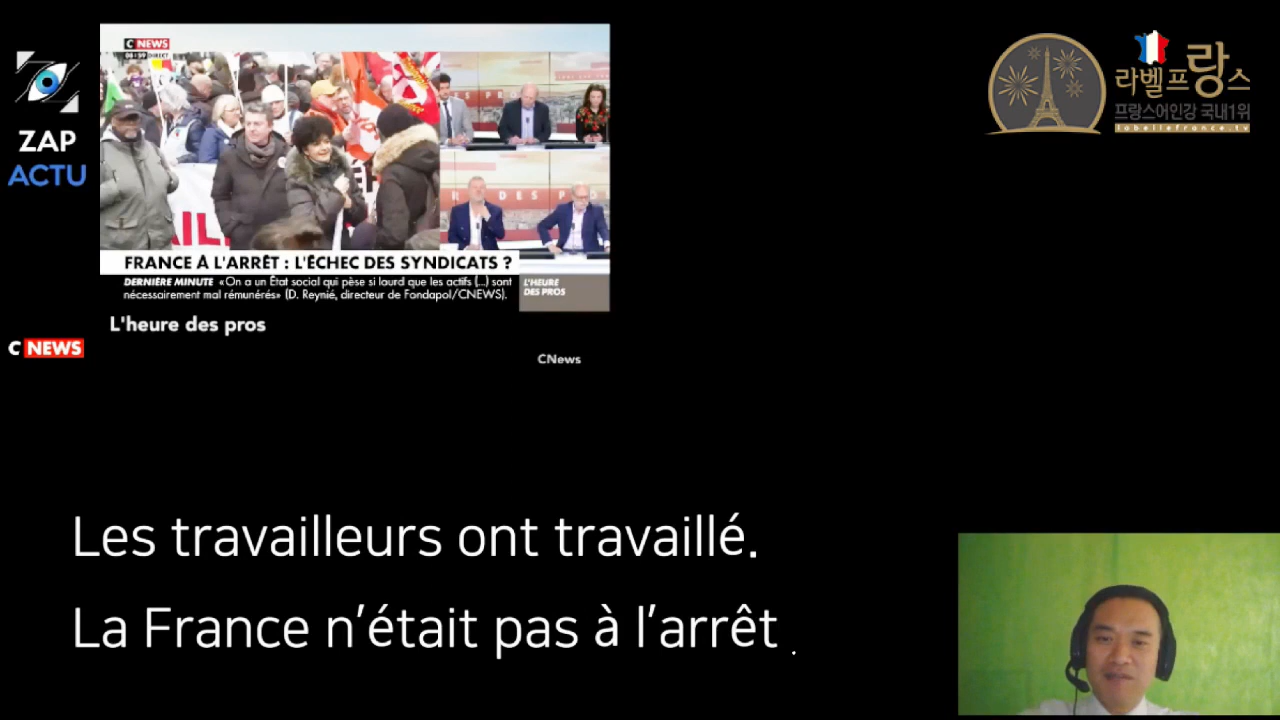 C NEWS
DIRECT
ZAP
ACTU
FRANCE À L'ARRÊT : L'ÉCHEC DES SYNDICATS ?
DERNIÈRE MINUTE «On a un État social qui pèse si lourd que les actifs (...) sont
nécessairement mal rémunérés» (D. Reynié, directeur de Fondapol/CNEWS).
L'HEURE
DES PROS
L'heure des pros
C NEWS
CNews
라벨프랑스
프랑스어인강 국내1위
labellefrance.tv
Les travailleurs ont travaillé.
La France n’était pas à l’arrêt .